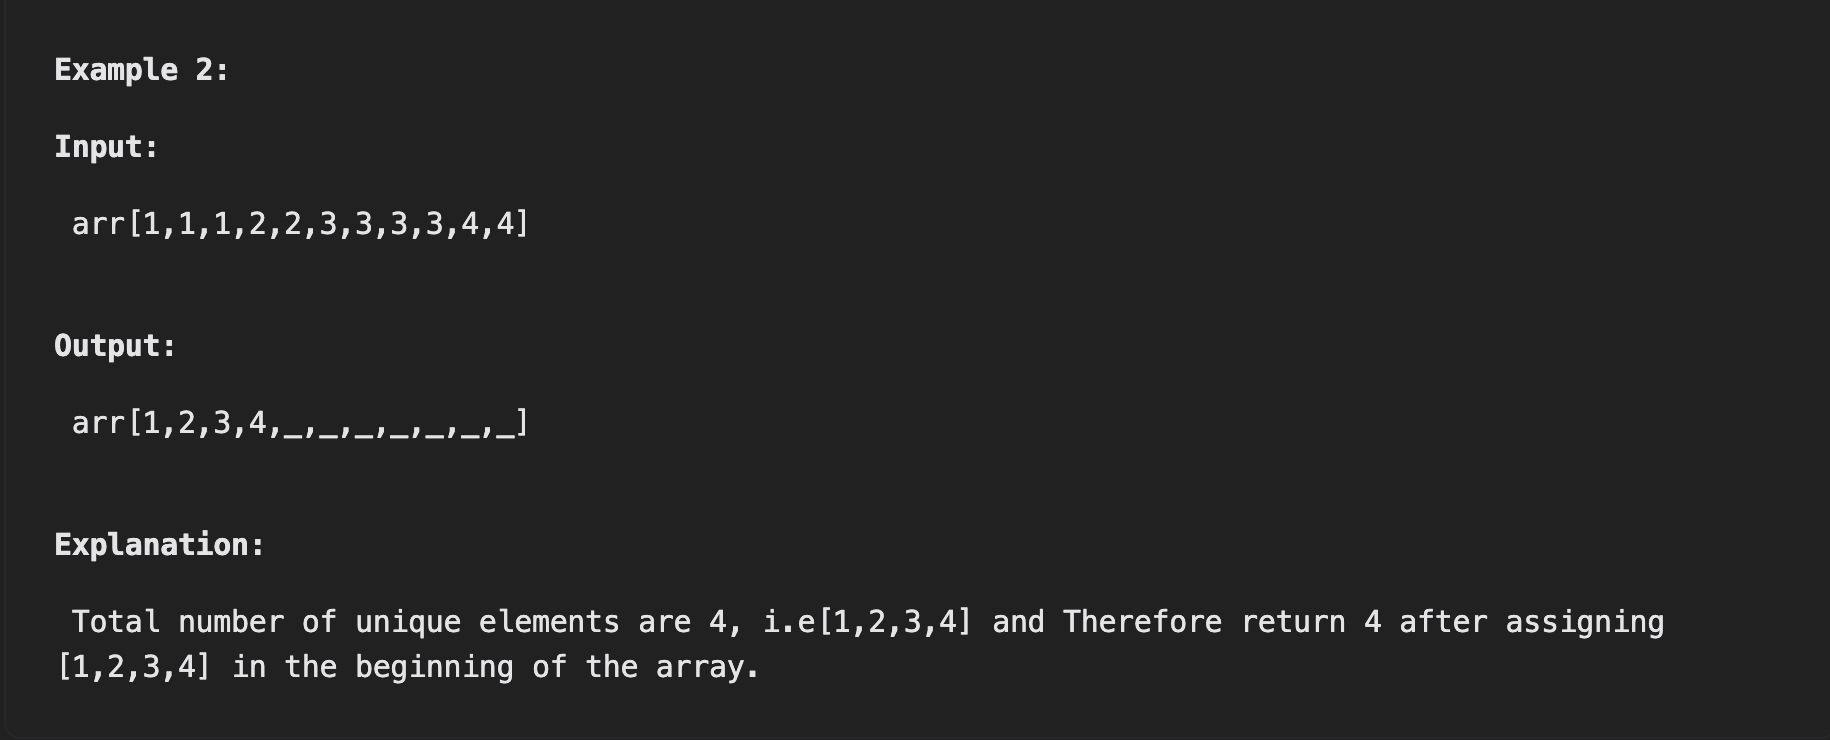 Example 2:
Input:
arr[1,1,1,2,2,3,3,3,3,4,4]
Output:
arr[1,2,3,4,_,_,_,_,_,_,_]
Explanation:
Total number of unique elements are 4, i.e[1,2,3,4] and Therefore return 4 after assigning
[1,2,3,4] in the beginning of the array.